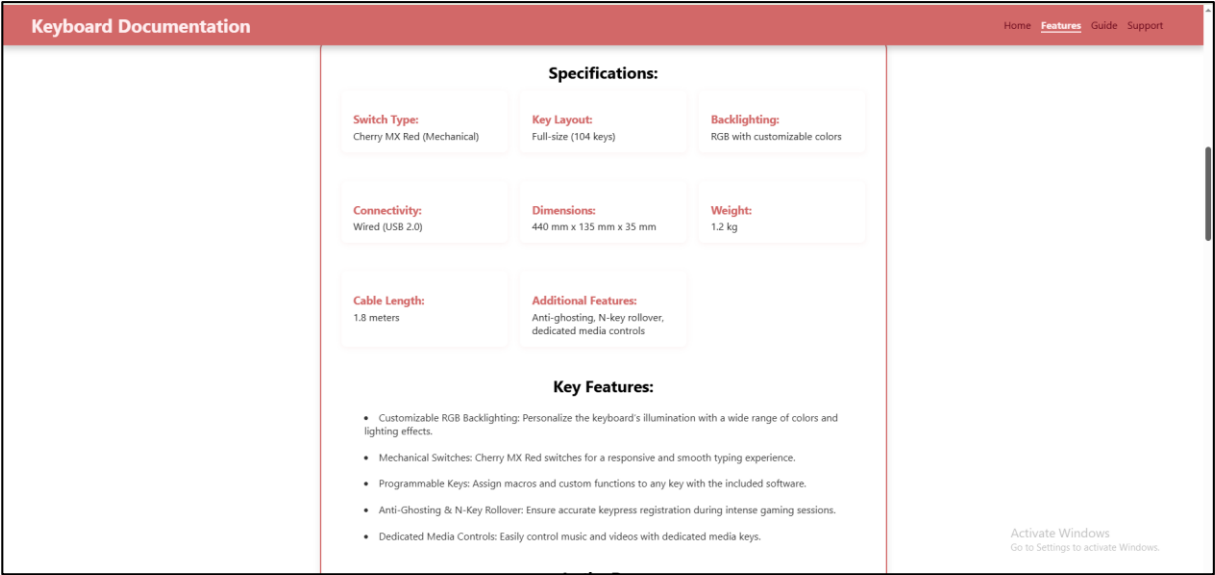 Keyboard Documentation
Home Features Guide Support
Specifications:
Switch Type:
Cherry MX Red (Mechanical)
Key Layout:
Full-size (104 keys)
Backlighting:
RGB with customizable colors
Connectivity:
Wired (USB 2.0)
Dimensions:
440 mm x 135 mm x 35 mm
Weight:
1.2 kg
Cable Length:
1.8 meters
Additional Features:
Anti-ghosting, N-key rollover,
dedicated media controls
Key Features:
• Customizable RGB Backlighting: Personalize the keyboard's illumination with a wide range of colors and
lighting effects.
• Mechanical Switches: Cherry MX Red switches for a responsive and smooth typing experience.
• Programmable Keys: Assign macros and custom functions to any key with the included software.
• Anti-Ghosting & N-Key Rollover: Ensure accurate keypress registration during intense gaming sessions.
• Dedicated Media Controls: Easily control music and videos with dedicated media keys.
Activate Windows
Go to Settings to activate Windows.